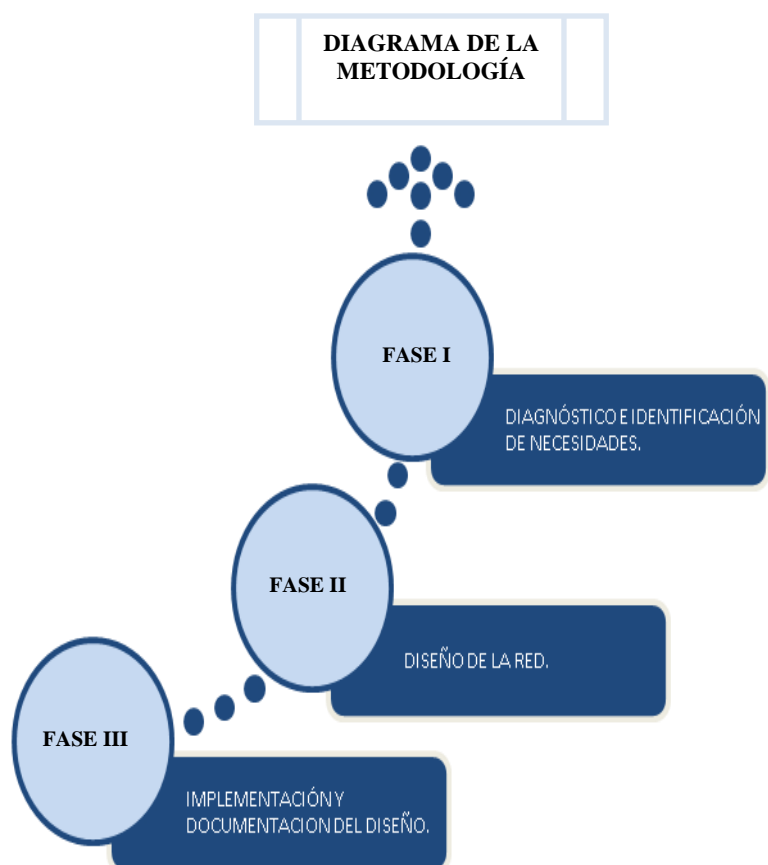 DIAGRAMA DE LA
METODOLOGÍA
FASE I
DIAGNÓSTICO E IDENTIFICACIÓN
DE NECESIDADES.
FASE II
DISEÑO DE LA RED.
FASE III
IMPLEMENTACIÓN Y
DOCUMENTACION DEL DISEÑO.